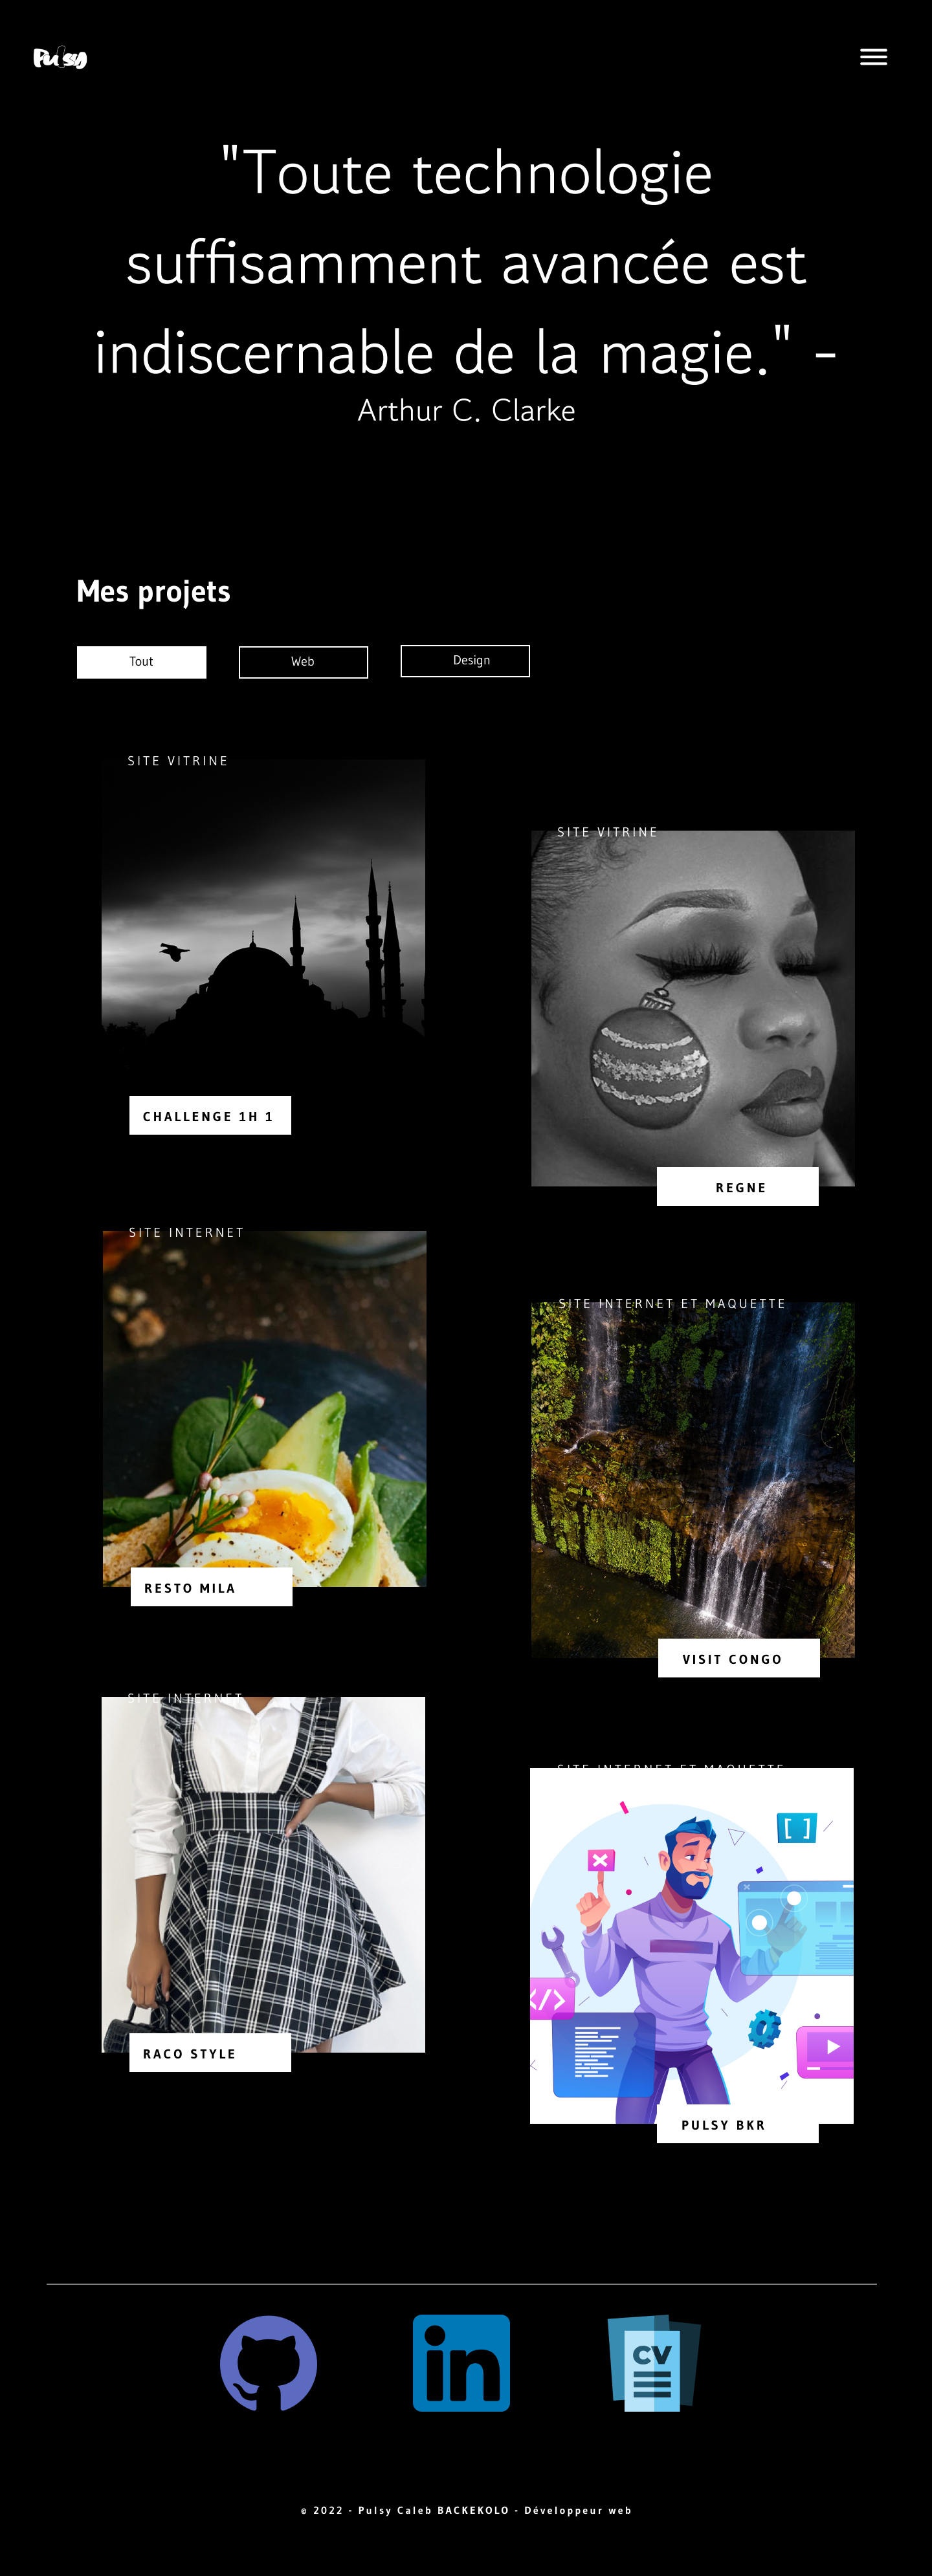 Pulsy
"Toute technologie
suffisamment avancée est
indiscernable de la magie." -
Arthur C. Clarke
Mes projets
Tout
Web
Design
SITE VITRINE
CHALLENGE 1H 1
SITE VITRINE
REGNE
SITE INTERNET
RESTO MILA
SITE INTERNET ET MAQUETTE
VISIT CONGO
SITE INTERNET
RACO STYLE
SITE INTERNET ET MAQUETTE
[ ]
</>
PULSY BKR
in
CV
© 2022 - Pulsy Caleb BACKEKOLO - Développeur web